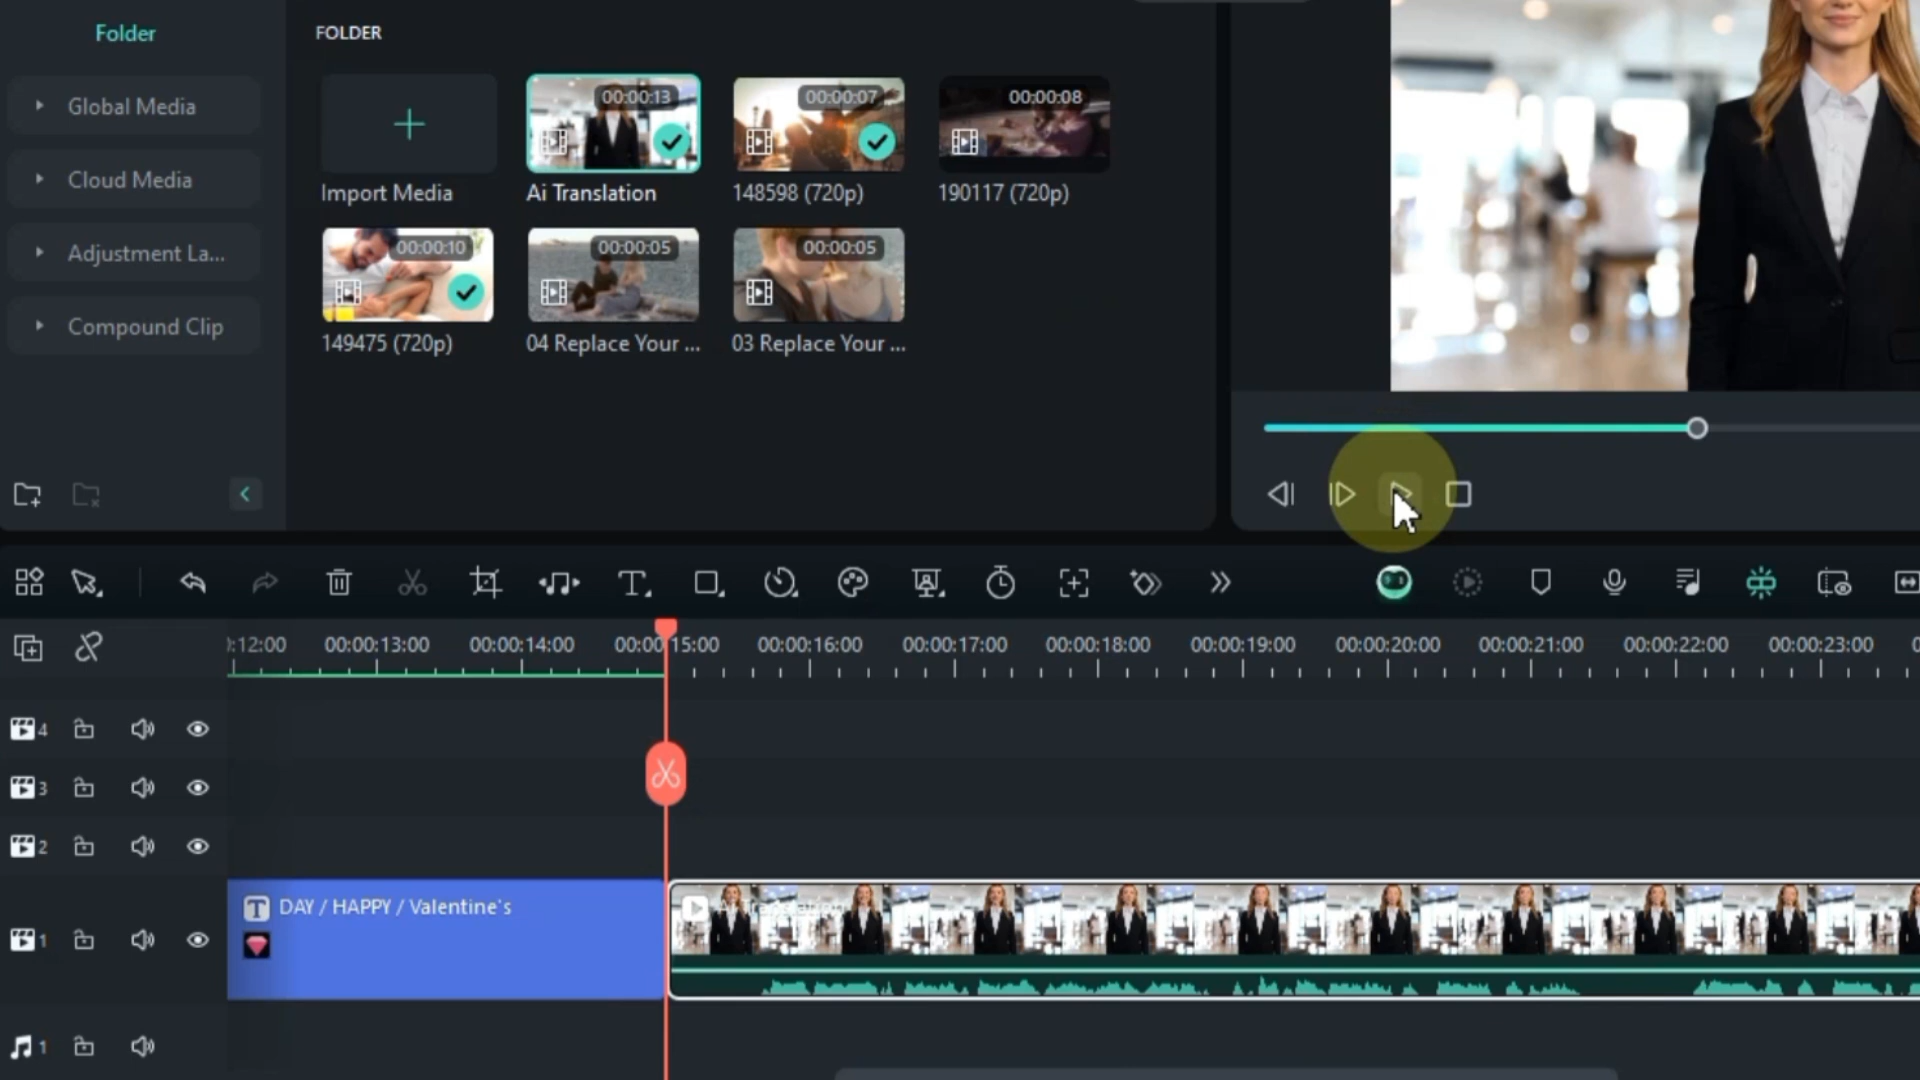 Folder
FOLDER
Global Media
Cloud Media
Adjustment La...
Compound Clip
00:00:13
00:00:07
00:00:08
Import Media
Ai Translation
148598 (720p)
190117 (720p)
00:00:10
00:00:05
00:00:05
149475 (720p)
04 Replace Your ...
03 Replace Your ...
:12:00
00:00:13:00
00:00:14:00
00:00:15:00
00:00:16:00
00:00:17:00
00:00:18:00
00:00:19:00
00:00:20:00
00:00:21:00
00:00:22:00
00:00:23:00
4
3
2
T DAY / HAPPY / Valentine's
Ai Translation
1
1